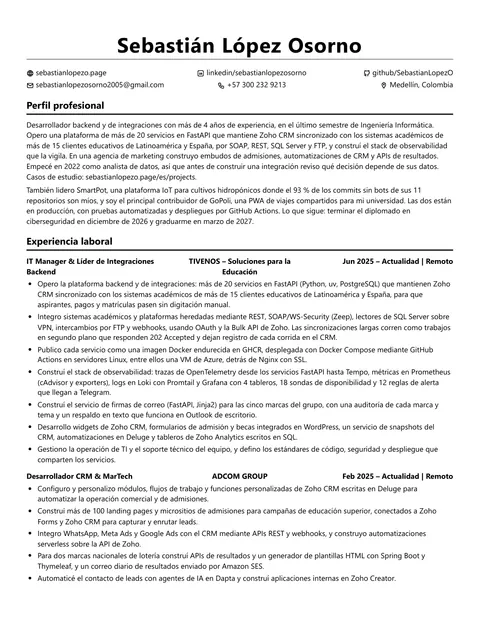 Sebastián López Osorno
sebastianlopezo.page
linkedin/sebastianlopezosorno
github/SebastianLopezO
sebastianlopezosorno2005@gmail.com
+57 300 232 9213
Medellín, Colombia
Perfil profesional
Desarrollador backend y de integraciones con más de 4 años de experiencia, en el último semestre de Ingeniería Informática.
Opero una plataforma de más de 20 servicios en FastAPI que mantiene Zoho CRM sincronizado con los sistemas académicos de
más de 15 clientes educativos de Latinoamérica y España, por SOAP, REST, SQL Server y FTP, y construí el stack de observabilidad
que la vigila. En una agencia de marketing construyo embudos de admisiones, automatizaciones de CRM y APIs de resultados.
Empecé en 2022 como analista de datos, así que antes de construir una integración reviso qué decisión depende de sus datos.
Casos de estudio: sebastianlopezo.page/es/projects.
También lidero SmartPot, una plataforma IoT para cultivos hidropónicos donde el 93 % de los commits sin bots de sus 11
repositorios son míos, y soy el principal contribuidor de GoPoli, una PWA de viajes compartidos para mi universidad. Las dos están
en producción, con pruebas automatizadas y despliegues por GitHub Actions. Lo que sigue: terminar el diplomado en
ciberseguridad en diciembre de 2026 y graduarme en marzo de 2027.
Experiencia laboral
IT Manager & Líder de Integraciones
Backend
TIVENOS – Soluciones para la
Educación
Jun 2025 – Actualidad | Remoto
Opero la plataforma backend y de integraciones: más de 20 servicios en FastAPI (Python, uv, PostgreSQL) que mantienen Zoho
CRM sincronizado con los sistemas académicos de más de 15 clientes educativos de Latinoamérica y España, para que
aspirantes, pagos y matrículas pasen sin digitación manual.
Integro sistemas académicos y plataformas heredadas mediante REST, SOAP/WS-Security (Zeep), lectores de SQL Server sobre
VPN, intercambios por FTP y webhooks, usando OAuth y la Bulk API de Zoho. Las sincronizaciones largas corren como trabajos
en segundo plano que responden 202 Accepted y dejan registro de cada corrida en el CRM.
Publico cada servicio como una imagen Docker endurecida en GHCR, desplegada con Docker Compose mediante GitHub
Actions en servidores Linux, entre ellos una VM de Azure, detrás de Nginx con SSL.
Construí el stack de observabilidad: trazas de OpenTelemetry desde los servicios FastAPI hasta Tempo, métricas en Prometheus
(cAdvisor y exporters), logs en Loki con Promtail y Grafana con 4 tableros, 18 sondas de disponibilidad y 12 reglas de alerta
que llegan a Telegram.
Construí el servicio de firmas de correo (FastAPI, Jinja2) para las cinco marcas del grupo, con una auditoría de cada marca y
tema y un respaldo en texto que funciona en Outlook de escritorio.
Desarrollo widgets de Zoho CRM, formularios de admisión y becas integrados en WordPress, un servicio de snapshots del
CRM, automatizaciones en Deluge y tableros de Zoho Analytics escritos en SQL.
Gestiono la operación de TI y el soporte técnico del equipo, y defino los estándares de código, seguridad y despliegue que
comparten los servicios.
Desarrollador CRM & MarTech
ADCOM GROUP
Feb 2025 – Actualidad | Remoto
Configuro y personalizo módulos, flujos de trabajo y funciones personalizadas de Zoho CRM escritas en Deluge para
automatizar la operación comercial y de admisiones.
Construí más de 100 landing pages y micrositios de admisiones para campañas de educación superior, conectados a Zoho
Forms y Zoho CRM para capturar y enrutar leads.
Integro WhatsApp, Meta Ads y Google Ads con el CRM mediante APIs REST y webhooks, y construyo automatizaciones
serverless sobre la API de Zoho.
Para dos marcas nacionales de lotería construí APIs de resultados y un generador de plantillas HTML con Spring Boot y
Thymeleaf, y un correo diario de resultados enviado por Amazon SES.
Automaticé el contacto de leads con agentes de IA en Dapta y construí aplicaciones internas en Zoho Creator.